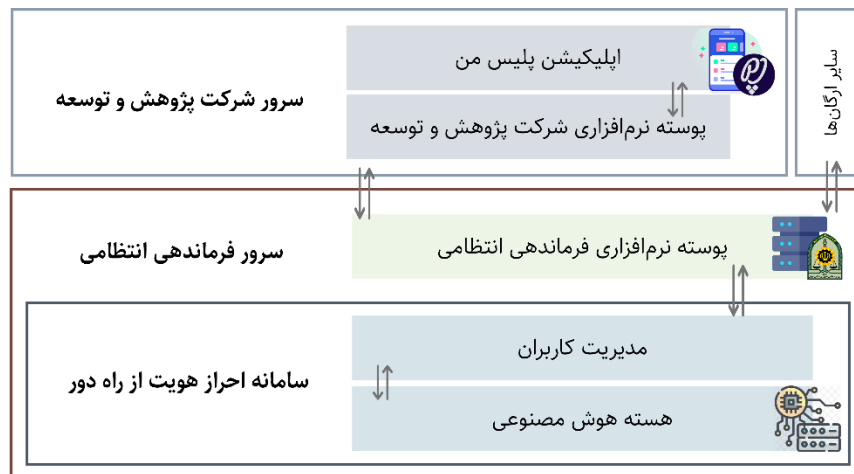 سایر ارگان‌ها
اپلیکیشن پلیس من
سرور شرکت پژوهش و توسعه
پوسته نرم‌افزاری شرکت پژوهش و توسعه
پوسته نرم‌افزاری فرماندهی انتظامی
سرور فرماندهی انتظامی
مدیریت کاربران
سامانه احراز هویت از راه دور
هسته هوش مصنوعی